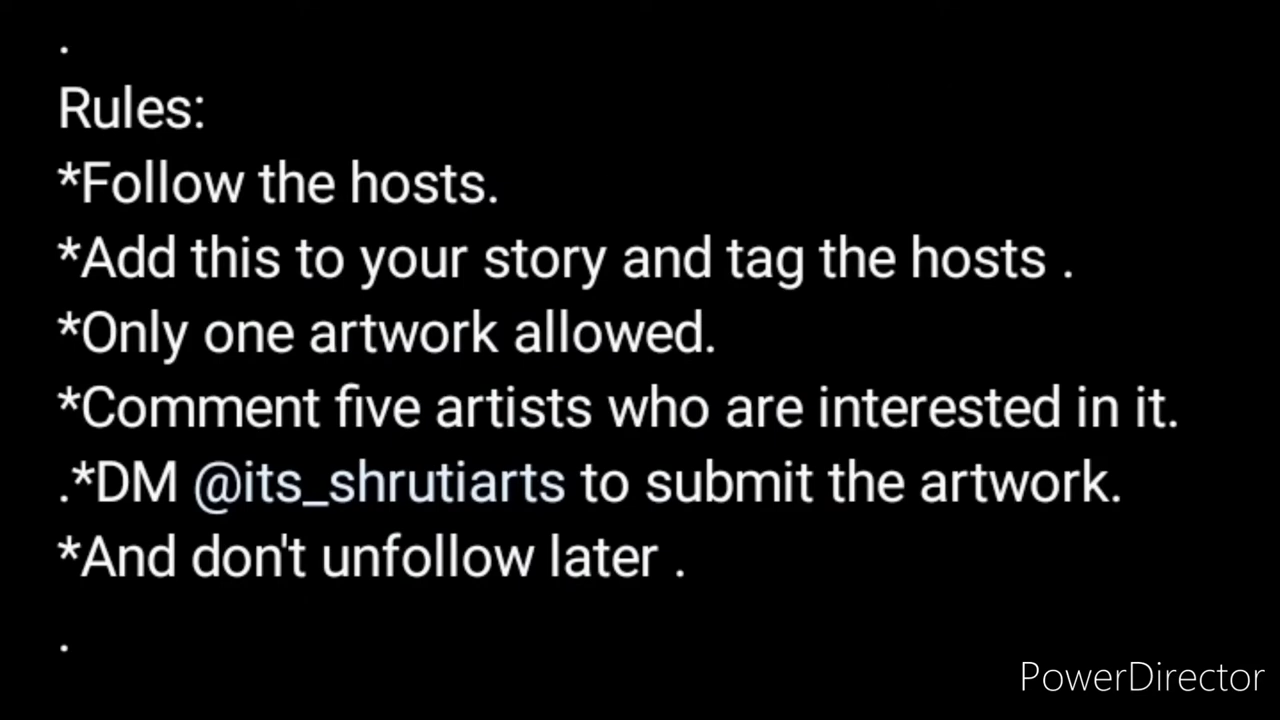 .
Rules:
*Follow the hosts.
*Add this to your story and tag the hosts .
*Only one artwork allowed.
*Comment five artists who are interested in it.
.*DM @its_shrutiarts to submit the artwork.
*And don't unfollow later .
.
PowerDirector